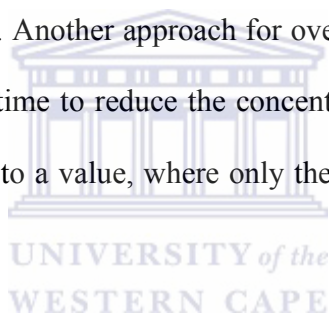 . Another approach for ove
time to reduce the concent
to a value, where only the
UNIVERSITY of the
WESTERN CAPE